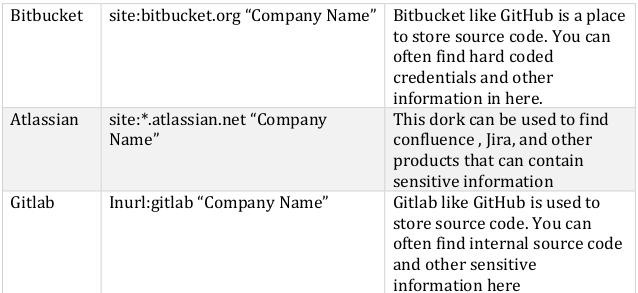 Bitbucket
site:bitbucket.org “Company Name”
Bitbucket like GitHub is a place
to store source code. You can
often find hard coded
credentials and other
information in here.
Atlassian
site:*.atlassian.net “Company
Name”
This dork can be used to find
confluence , Jira, and other
products that can contain
sensitive information
Gitlab
Inurl:gitlab “Company Name”
Gitlab like GitHub is used to
store source code. You can
often find internal source code
and other sensitive
information here